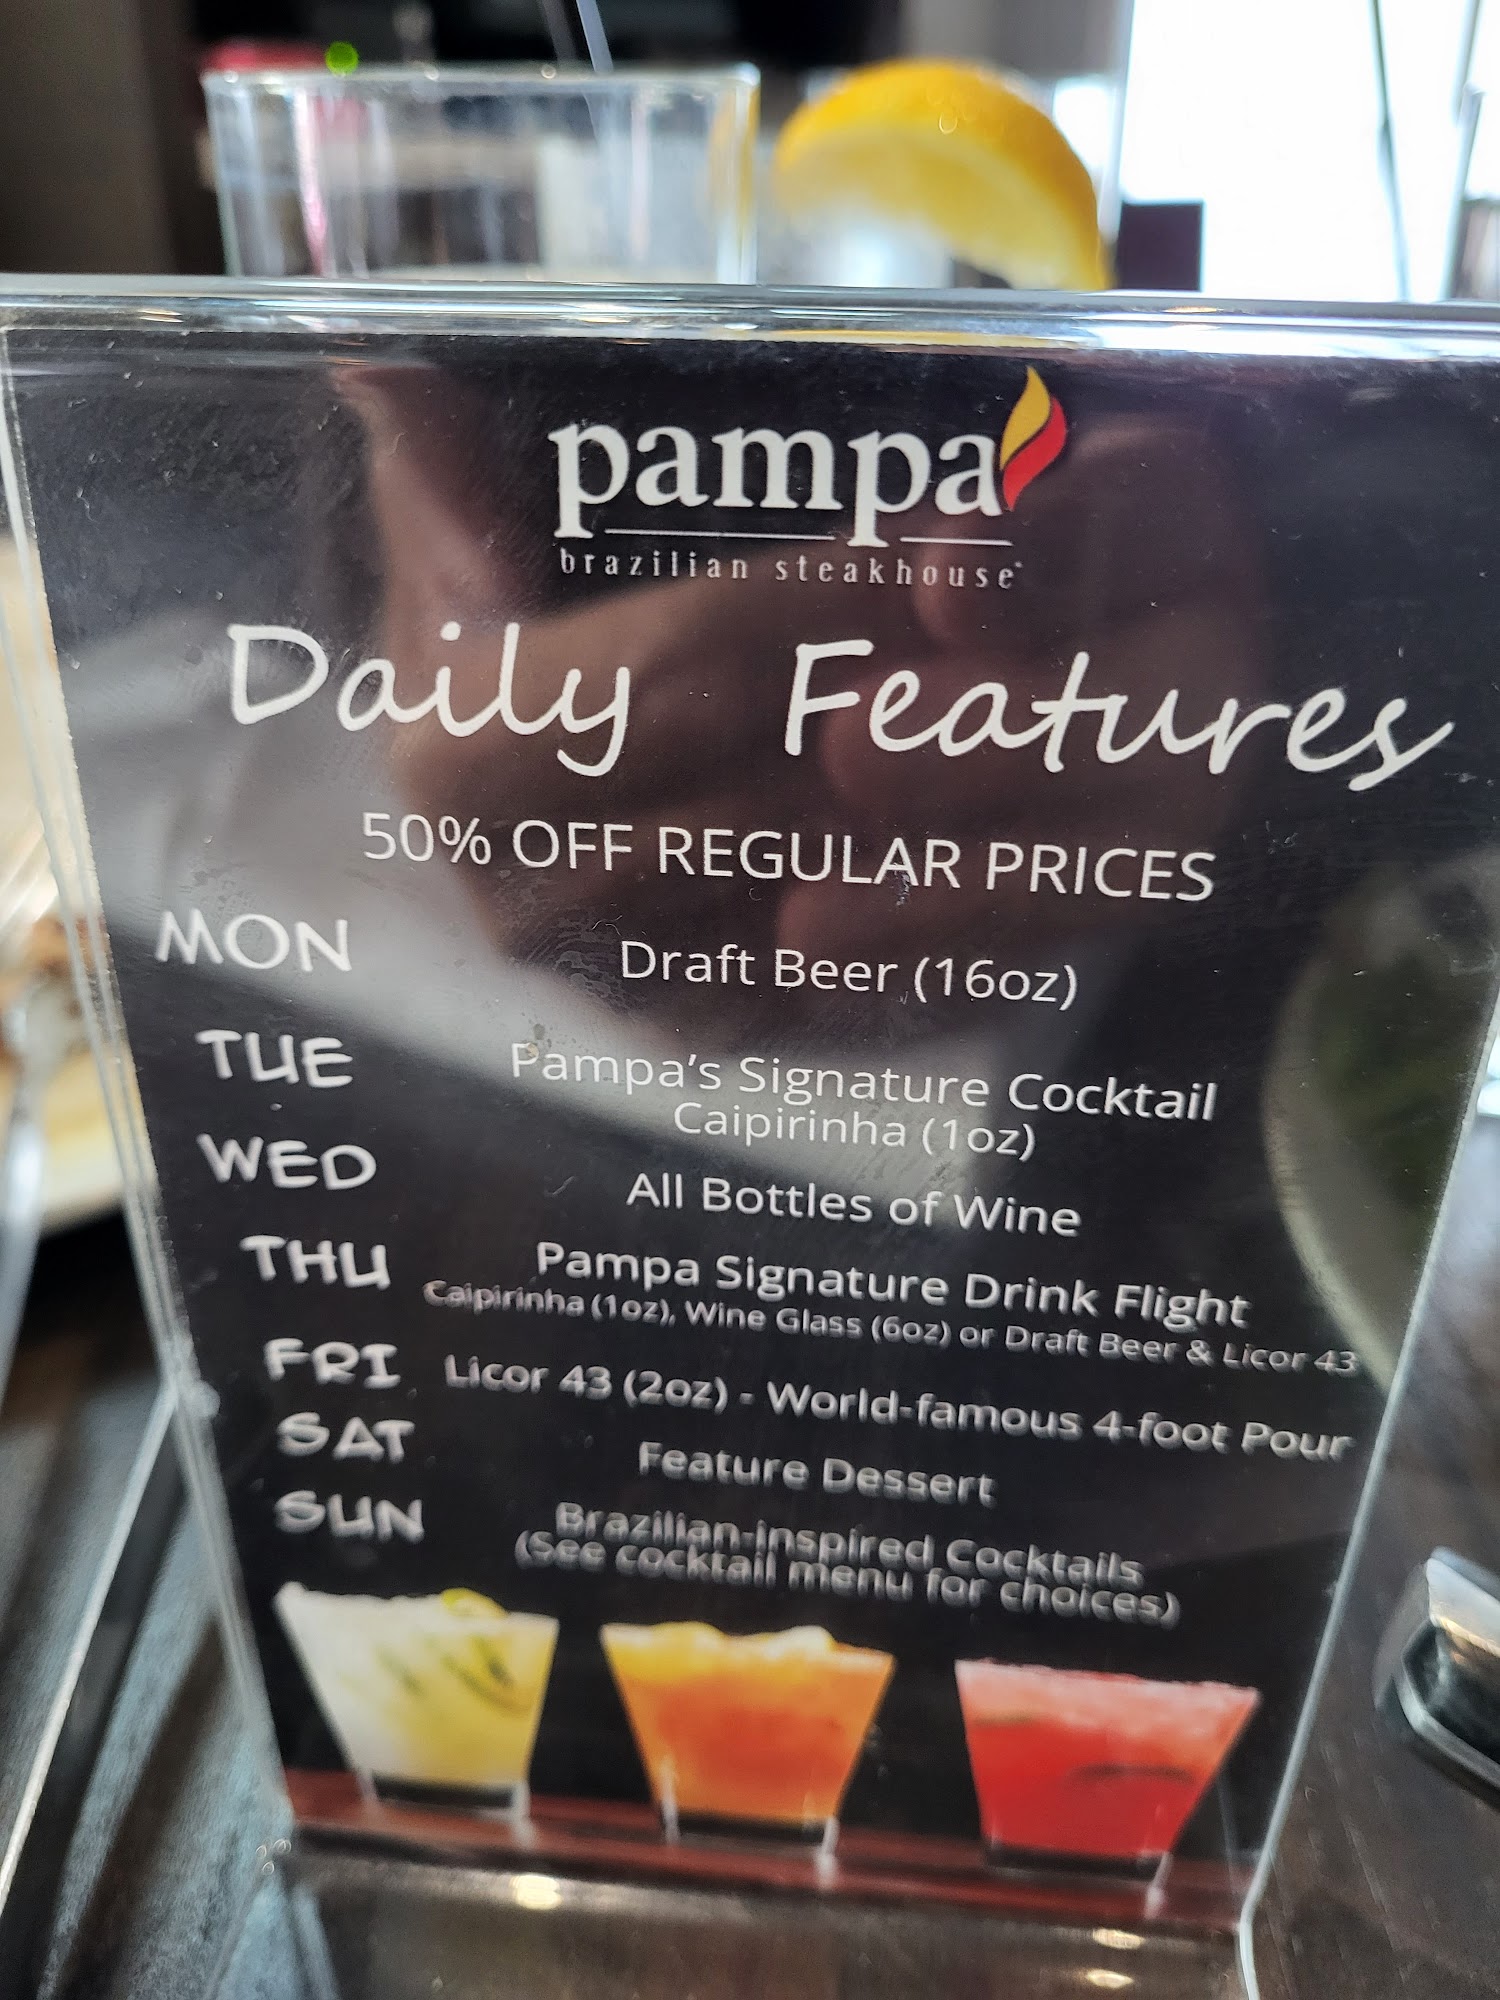 pampa
brazilian steakhouse
Daily Features
50% OFF REGULAR PRICES
MON Draft Beer (16oz)
TUE Pampa's Signature Cocktail
Caipirinha (1oz)
WED All Bottles of Wine
THU Pampa Signature Drink Flight
Caipirinha (1oz), Wine Glass (6oz) or Draft Beer & Licor 43
FRI Licor 43 (2oz) - World-famous 4-foot Pour
SAT Feature Dessert
SUN Brazilian-inspired Cocktails
(See cocktail menu for choices)